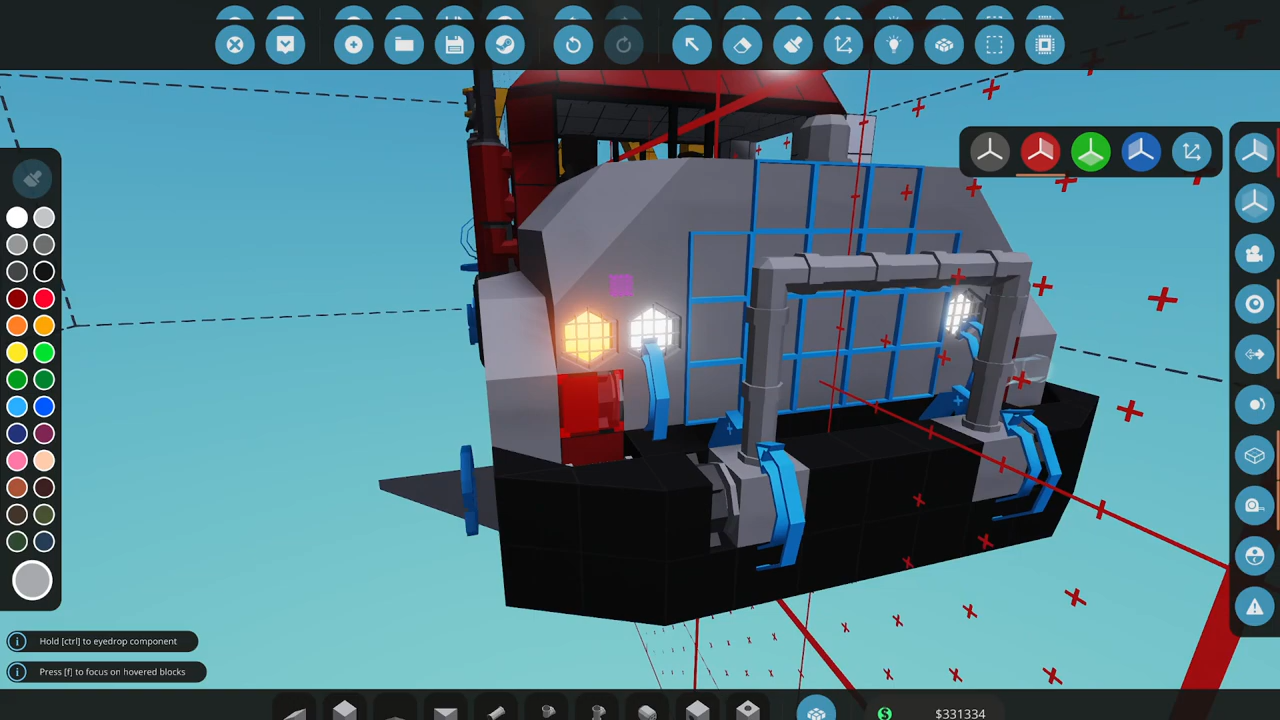 Hold [ctrl] to eyedrop component
Press [f] to focus on hovered blocks
$331334